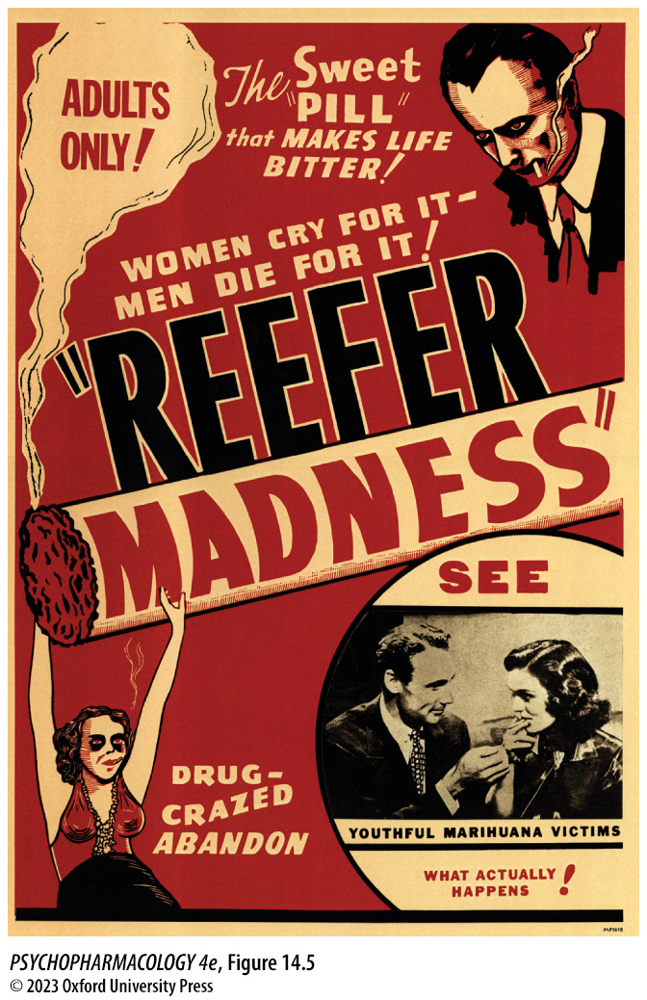 ADULTS
ONLY!
The Sweet
"PILL"
that MAKES LIFE
BITTER!
WOMEN CRY FOR IT-
MEN DIE FOR IT!
"REEFER
MADNESS"
SEE
DRUG-
CRAZED
ABANDON
YOUTHFUL MARIHUANA VICTIMS
WHAT ACTUALLY
HAPPENS!
MP1618
PSYCHOPHARMACOLOGY 4e, Figure 14.5
© 2023 Oxford University Press